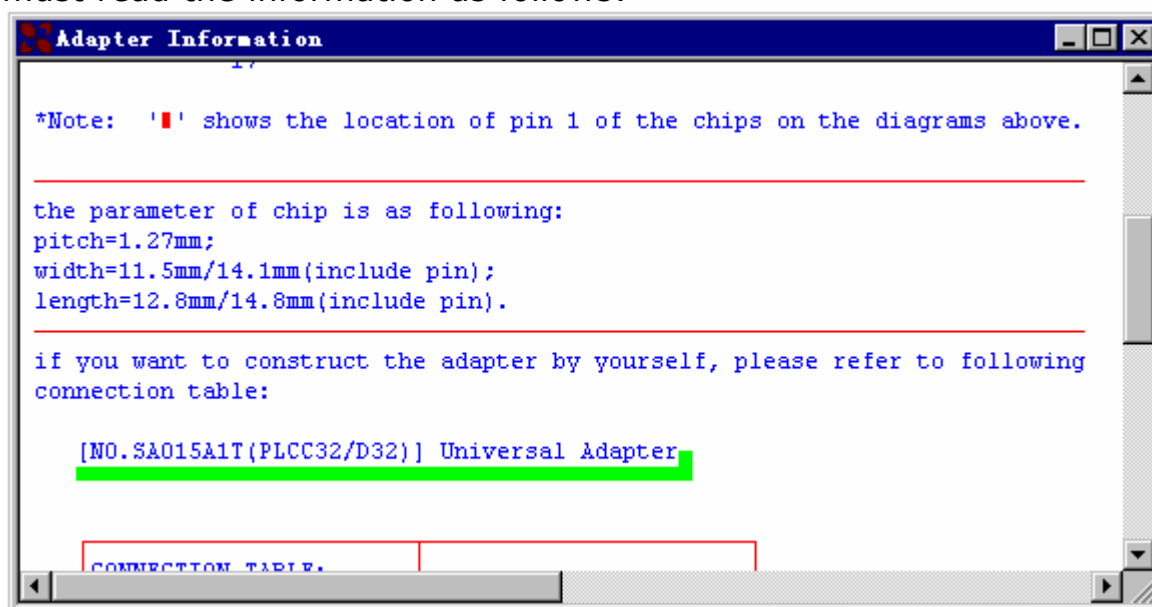 must read the information as follows:
Adapter Information
17
*Note: '▮' shows the location of pin 1 of the chips on the diagrams above.
the parameter of chip is as following:
pitch=1.27mm;
width=11.5mm/14.1mm(include pin);
length=12.8mm/14.8mm(include pin).
if you want to construct the adapter by yourself, please refer to following
connection table:
[NO.SA015A1T(PLCC32/D32)] Universal Adapter
CONNECTION TABLE: